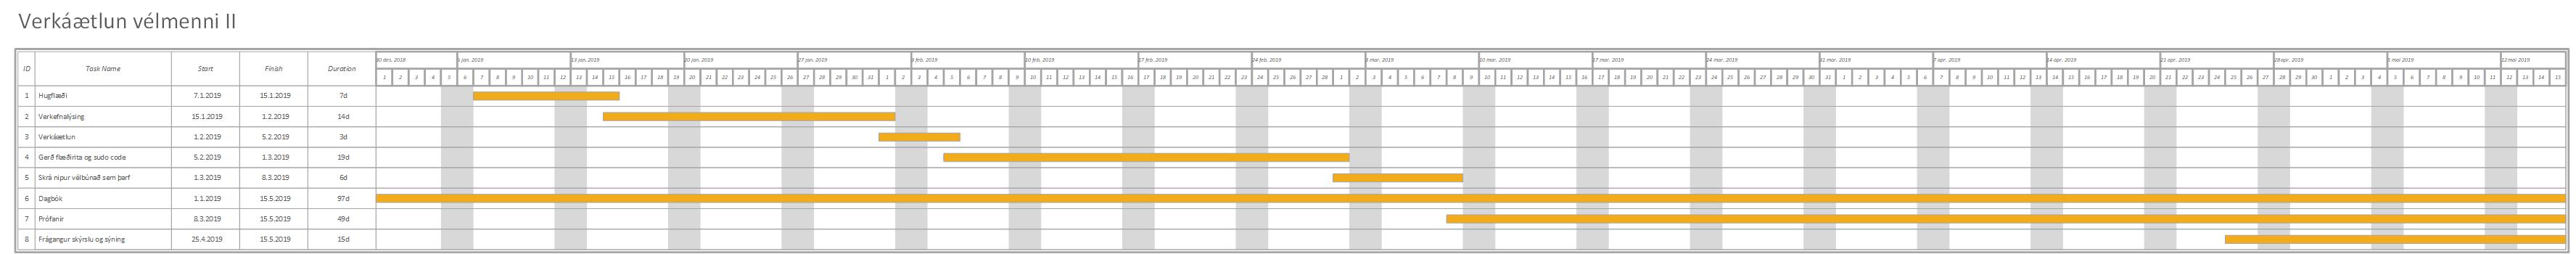 Verkáætlun vélmenni II
ID Task Name Start Finish Duration
30 des. 2018 6 jan. 2019 13 jan. 2019 20 jan. 2019 27 jan. 2019 3 feb. 2019 10 feb. 2019 17 feb. 2019 24 feb. 2019 3 mar. 2019 10 mar. 2019 17 mar. 2019 24 mar. 2019 31 mar. 2019 7 apr. 2019 14 apr. 2019 21 apr. 2019 28 apr. 2019 5 maí 2019 12 maí 2019
1 2 3 4 5 6 7 8 9 10 11 12 13 14 15 16 17 18 19 20 21 22 23 24 25 26 27 28 29 30 31 1 2 3 4 5 6 7 8 9 10 11 12 13 14 15 16 17 18 19 20 21 22 23 24 25 26 27 28 1 2 3 4 5 6 7 8 9 10 11 12 13 14 15 16 17 18 19 20 21 22 23 24 25 26 27 28 29 30 31 1 2 3 4 5 6 7 8 9 10 11 12 13 14 15 16 17 18 19 20 21 22 23 24 25 26 27 28 29 30 1 2 3 4 5 6 7 8 9 10 11 12 13 14 15
1 Hugflæði 7.1.2019 15.1.2019 7d
2 Verkefnalýsing 15.1.2019 1.2.2019 14d
3 Verkáætlun 1.2.2019 5.2.2019 3d
4 Gerð flæðirita og sudo code 5.2.2019 1.3.2019 19d
5 Skrá nipur vélbúnað sem þarf 1.3.2019 8.3.2019 6d
6 Dagbók 1.1.2019 15.5.2019 97d
7 Prófanir 8.3.2019 15.5.2019 49d
8 Frágangur skýrslu og sýning 25.4.2019 15.5.2019 15d